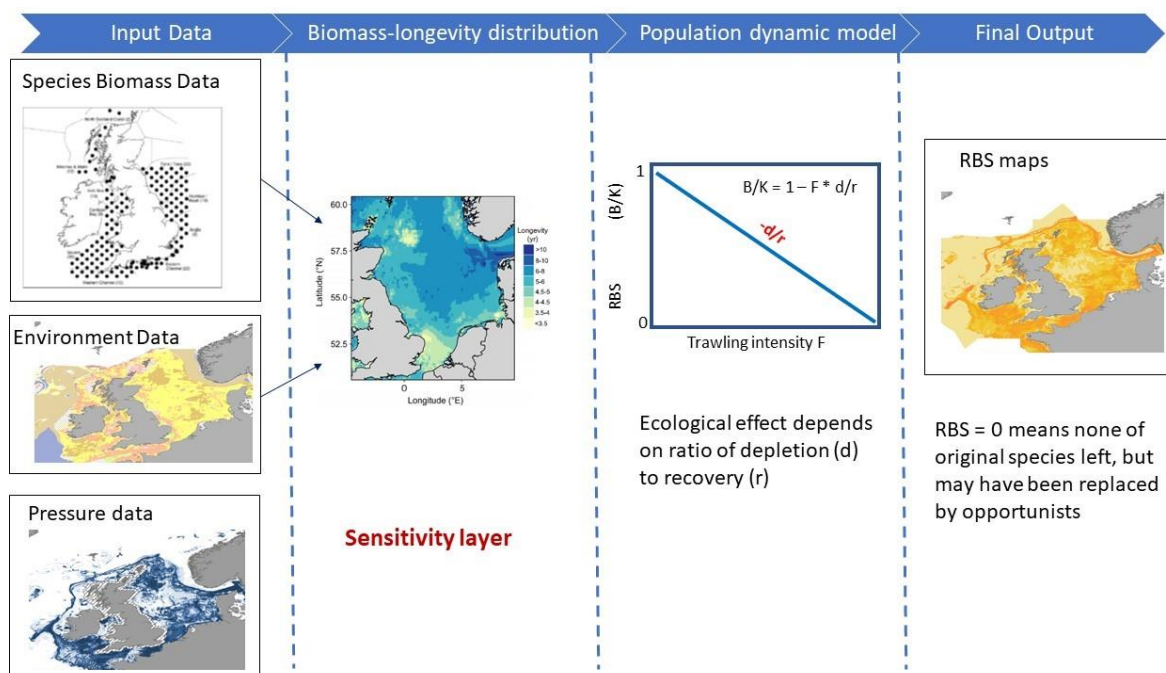 Input Data
Biomass-longevity distribution
Population dynamic model
Final Output
Species Biomass Data
Environment Data
Pressure data
60.0
57.5
55.0
52.5
Latitude (°N)
0
5
Longitude (°E)
Longevity
(yr)
>10
8-10
6-8
5-6
4.5-5
4-4.5
3.5-4
<3.5
Sensitivity layer
1
(B/K)
RBS
0
B/K = 1 – F * d/r
-d/r
Trawling intensity F
Ecological effect depends
on ratio of depletion (d)
to recovery (r)
RBS maps
RBS = 0 means none of
original species left, but
may have been replaced
by opportunists